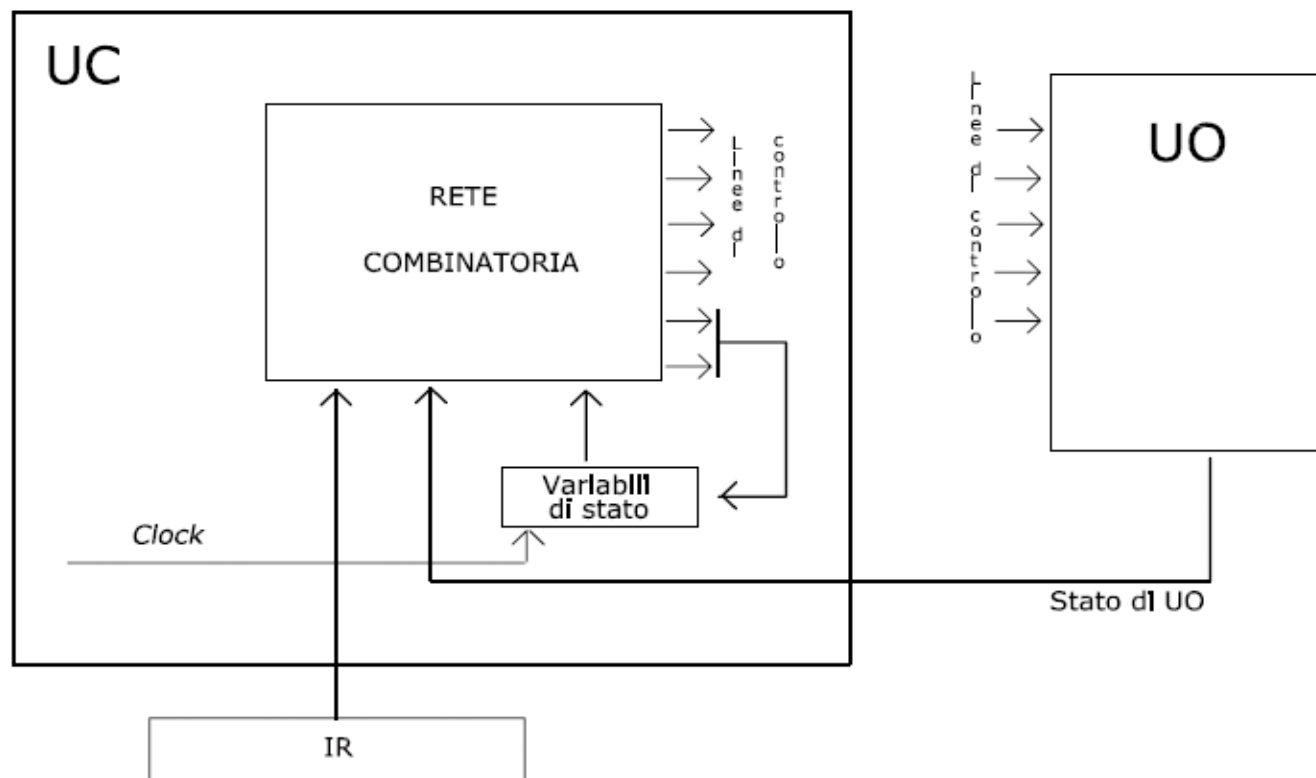 UC
RETE
COMBINATORIA
Linee di
controllo
Linee di controllo
UO
Variabili
di stato
Clock
Stato di UO
IR